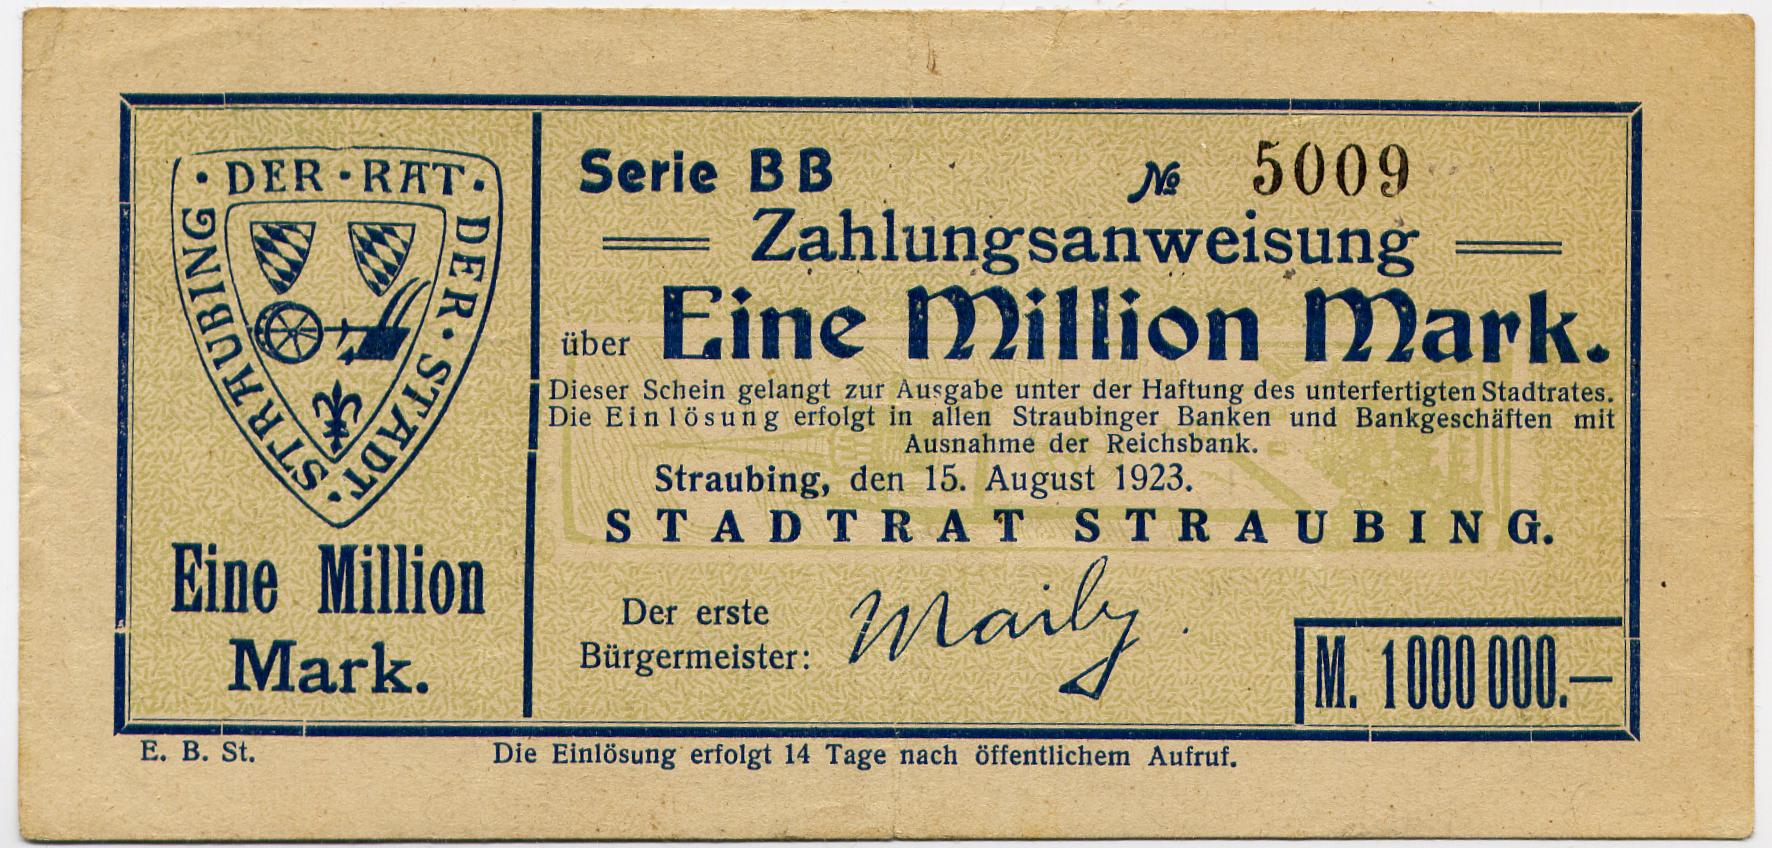 · DER · RAT · DER · STADT · STRAUBING
Eine Million
Mark.
Serie BB № 5009
Zahlungsanweisung
über Eine Million Mark.
Dieser Schein gelangt zur Ausgabe unter der Haftung des unterfertigten Stadtrates.
Die Einlösung erfolgt in allen Straubinger Banken und Bankgeschäften mit
Ausnahme der Reichsbank.
Straubing, den 15. August 1923.
STADTRAT STRAUBING.
Der erste
Bürgermeister:
M. 1000000.—
E. B. St.
Die Einlösung erfolgt 14 Tage nach öffentlichem Aufruf.